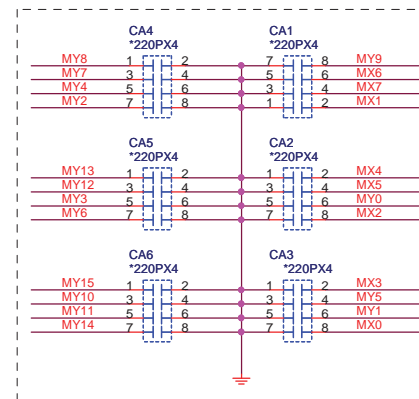 CA4 CA1
*220PX4 *220PX4
MY8 1 2 7 8 MY9
MY7 3 4 5 6 MX6
MY4 5 6 3 4 MX7
MY2 7 8 1 2 MX1
CA5 CA2
*220PX4 *220PX4
MY13 1 2 1 2 MX4
MY12 3 4 3 4 MX5
MY3 5 6 5 6 MY0
MY6 7 8 7 8 MX2
CA6 CA3
*220PX4 *220PX4
MY15 1 2 1 2 MX3
MY10 3 4 3 4 MY5
MY11 5 6 5 6 MY1
MY14 7 8 7 8 MX0